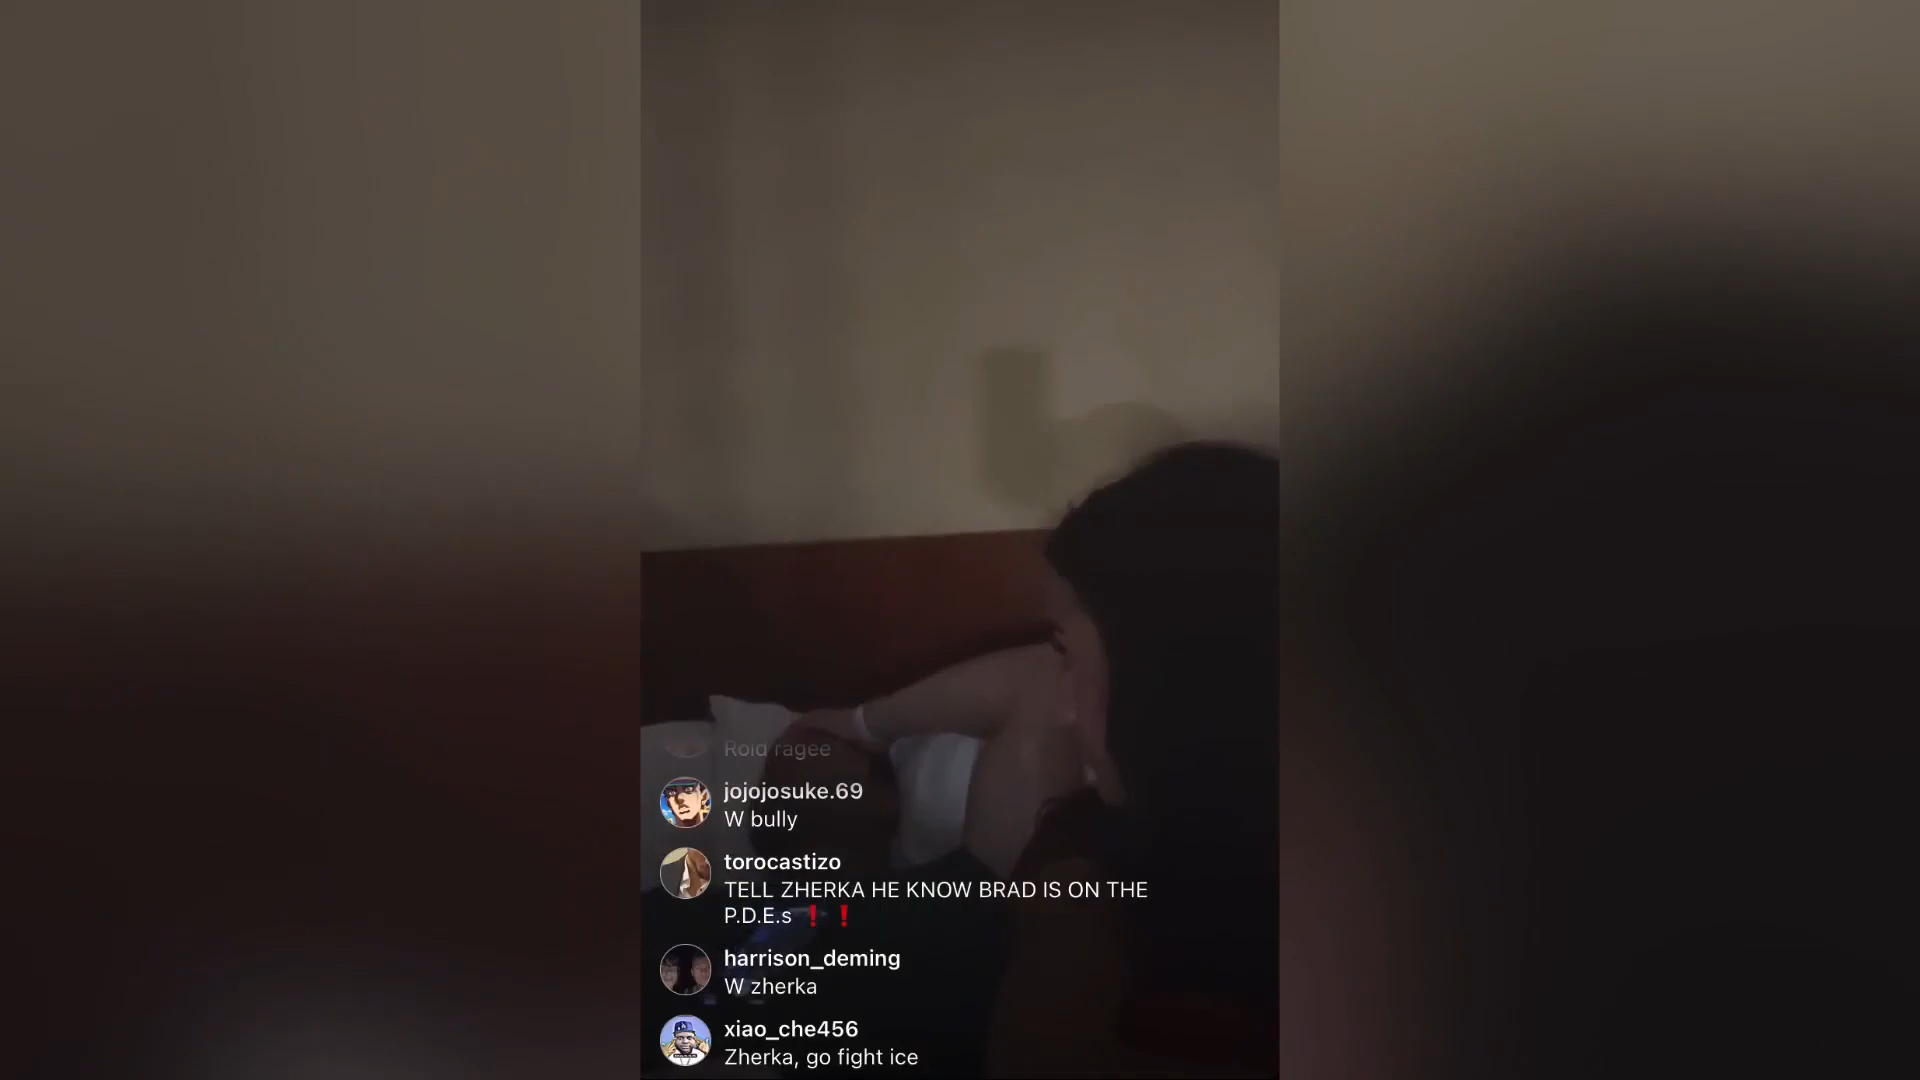 Roid ragee
jojojosuke.69
W bully
torocastizo
TELL ZHERKA HE KNOW BRAD IS ON THE
P.D.E.s ❗ ❗
harrison_deming
W zherka
xiao_che456
Zherka, go fight ice